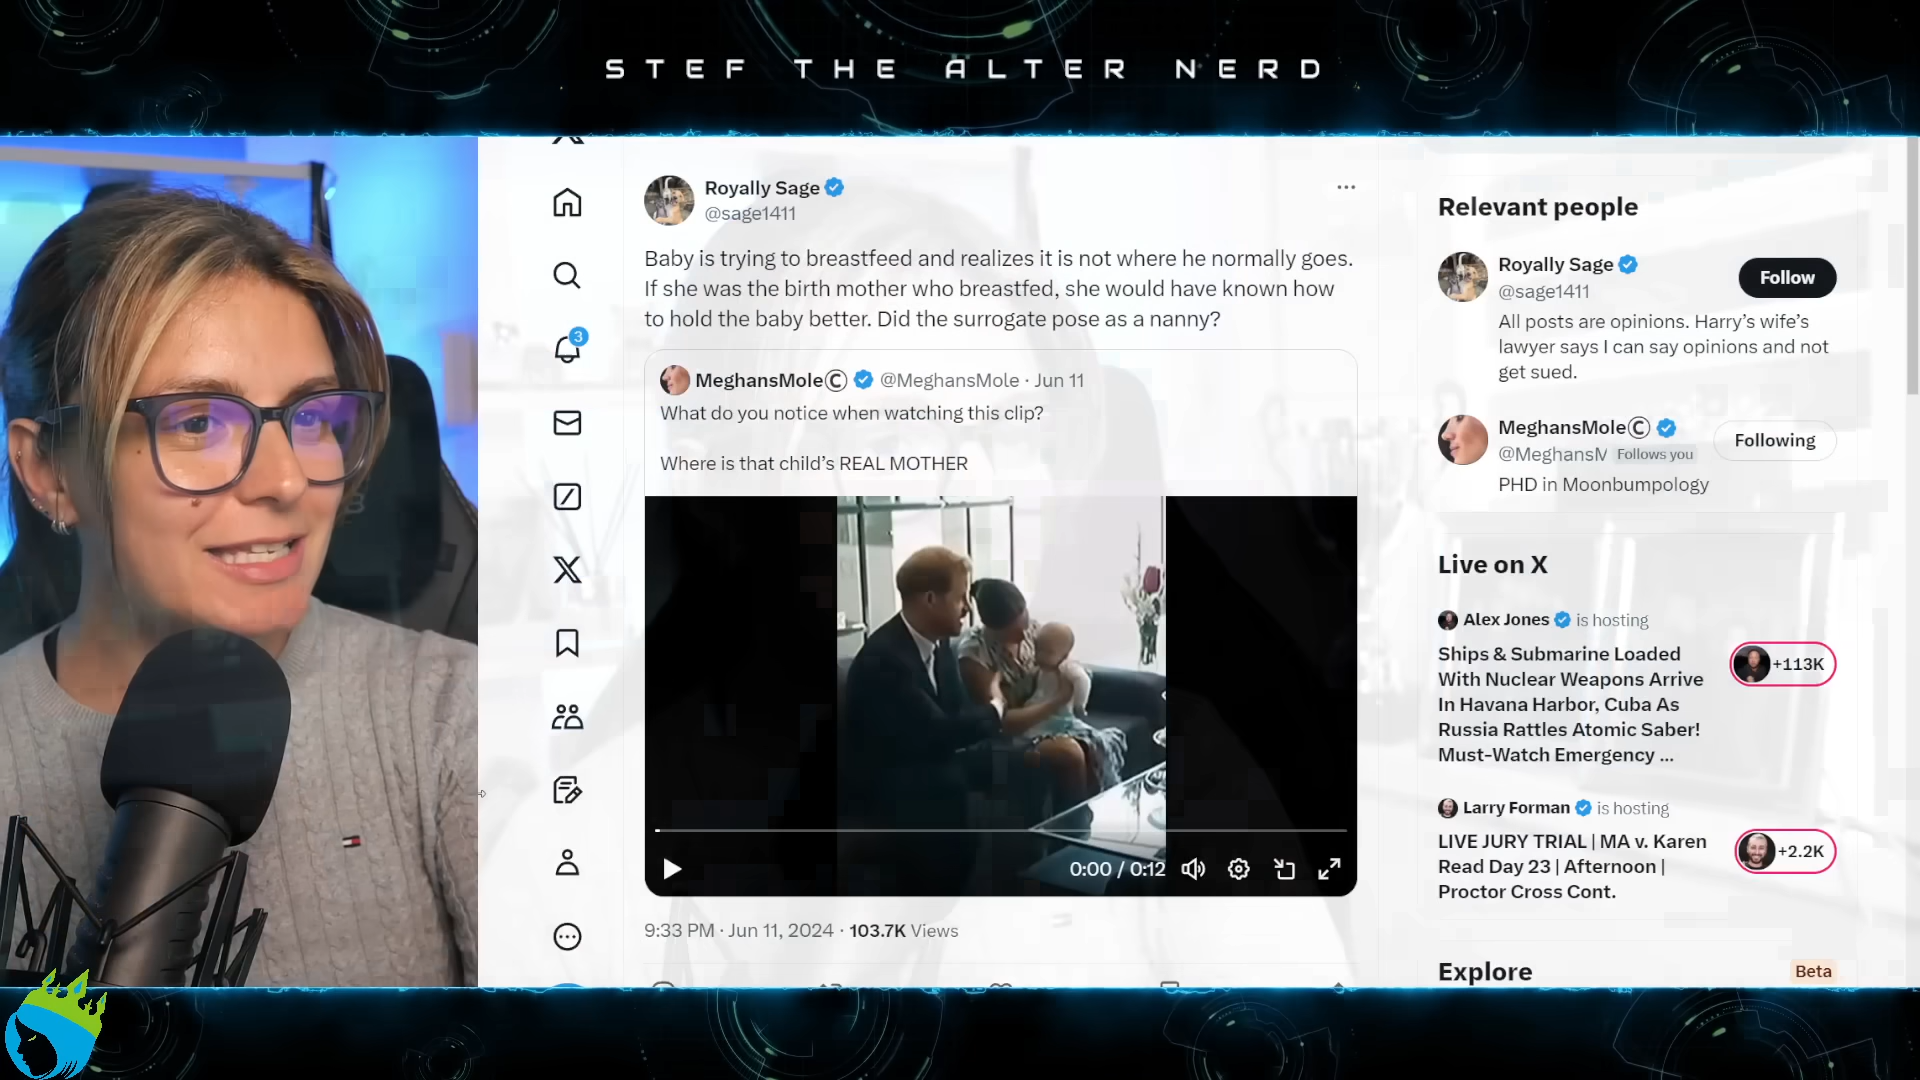 STEF THE ALTER NERD
Royally Sage
@sage1411
Baby is trying to breastfeed and realizes it is not where he normally goes.
If she was the birth mother who breastfed, she would have known how
to hold the baby better. Did the surrogate pose as a nanny?
MeghansMoleⒸ @MeghansMole · Jun 11
What do you notice when watching this clip?
Where is that child's REAL MOTHER
0:00 / 0:12
9:33 PM · Jun 11, 2024 · 103.7K Views
3
Relevant people
Royally Sage
@sage1411
Follow
All posts are opinions. Harry's wife's
lawyer says I can say opinions and not
get sued.
MeghansMoleⒸ
@MeghansM Follows you
Following
PHD in Moonbumpology
Live on X
Alex Jones is hosting
Ships & Submarine Loaded
With Nuclear Weapons Arrive
In Havana Harbor, Cuba As
Russia Rattles Atomic Saber!
Must-Watch Emergency ...
+113K
Larry Forman is hosting
LIVE JURY TRIAL | MA v. Karen
Read Day 23 | Afternoon |
Proctor Cross Cont.
+2.2K
Explore
Beta